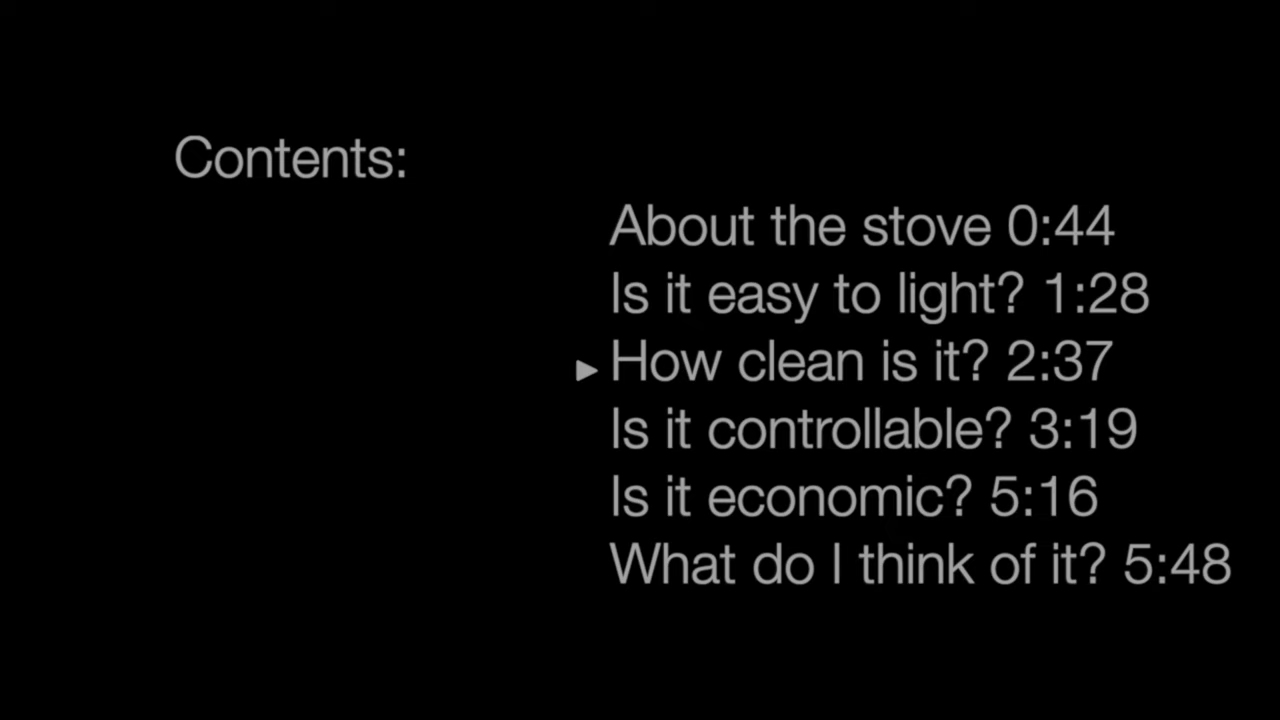 Contents:
About the stove 0:44
Is it easy to light? 1:28
How clean is it? 2:37
Is it controllable? 3:19
Is it economic? 5:16
What do I think of it? 5:48